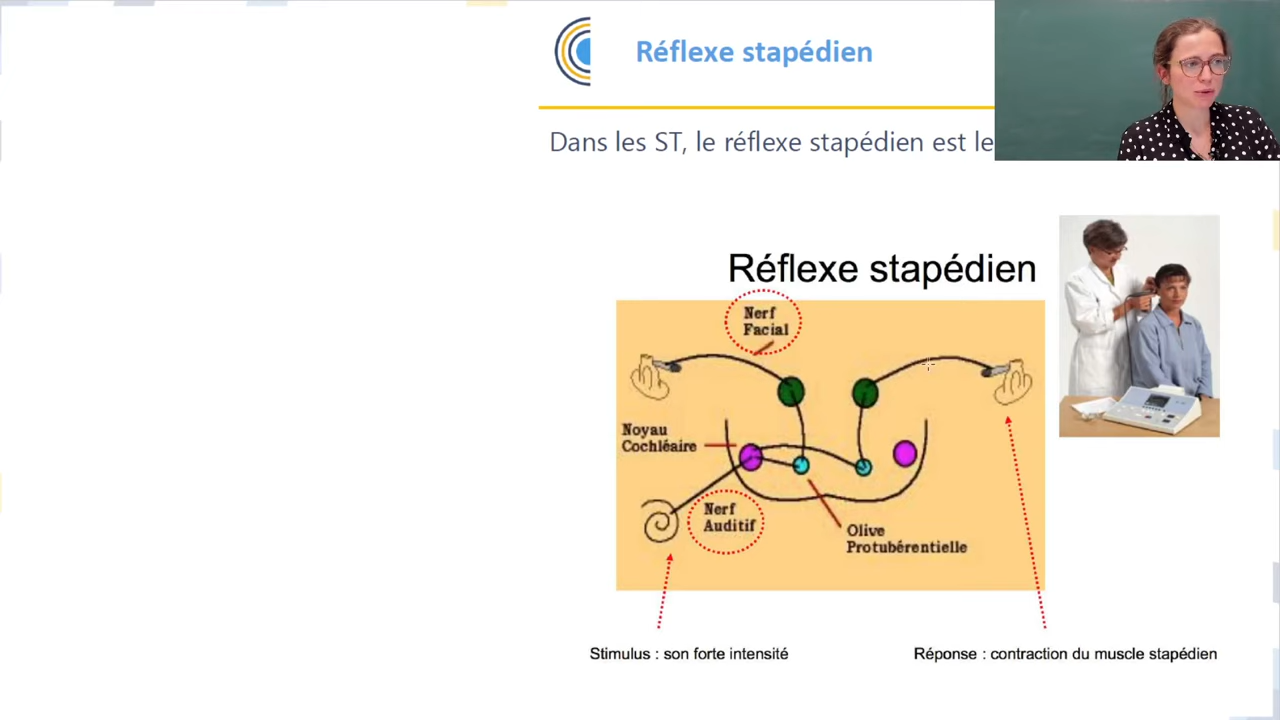 Réflexe stapédien
Dans les ST, le réflexe stapédien est le
Réflexe stapédien
Nerf
Facial
Noyau
Cochléaire
Nerf
Auditif
Olive
Protubérentielle
Stimulus : son forte intensité
Réponse : contraction du muscle stapédien